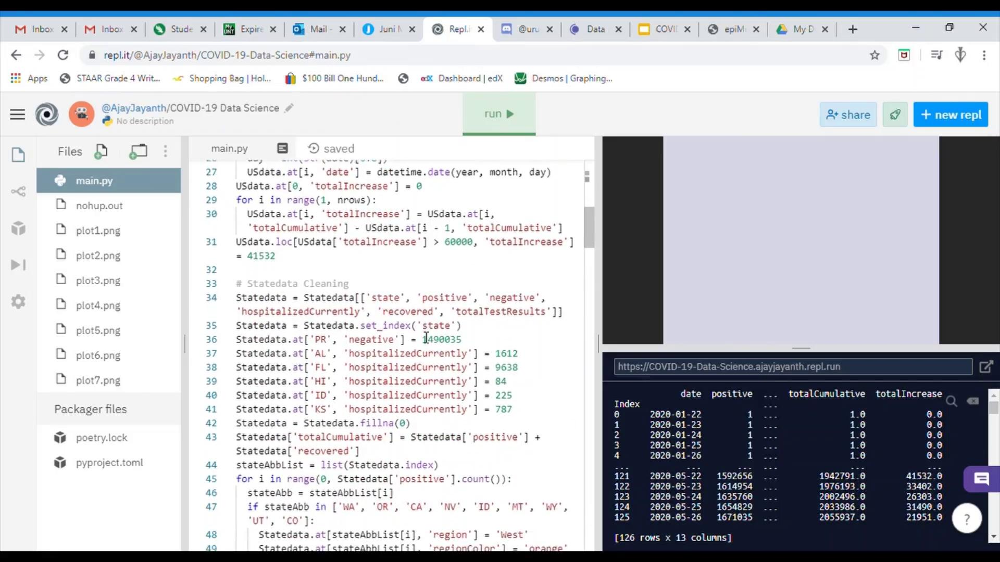 Inbox Inbox Stude Expire Mail - Juni M Repl.i @uru Data COVI epiM My D
repl.it/@AjayJayanth/COVID-19-Data-Science#main.py
Apps STAAR Grade 4 Writ... Shopping Bag | Hol... $100 Bill One Hund... edX Dashboard | edX Desmos | Graphing...
@AjayJayanth/COVID-19 Data Science
No description
run
share
+ new repl
Files
main.py
nohup.out
plot1.png
plot2.png
plot3.png
plot4.png
plot5.png
plot6.png
plot7.png
Packager files
poetry.lock
pyproject.toml
main.py saved
27 USdata.at[i, 'date'] = datetime.date(year, month, day)
28 USdata.at[0, 'totalIncrease'] = 0
29 for i in range(1, nrows):
30 USdata.at[i, 'totalIncrease'] = USdata.at[i,
'totalCumulative'] - USdata.at[i - 1, 'totalCumulative']
31 USdata.loc[USdata['totalIncrease'] > 60000, 'totalIncrease']
= 41532
32
33 # Statedata Cleaning
34 Statedata = Statedata[['state', 'positive', 'negative',
'hospitalizedCurrently', 'recovered', 'totalTestResults']]
35 Statedata = Statedata.set_index('state')
36 Statedata.at['PR', 'negative'] = 1490035
37 Statedata.at['AL', 'hospitalizedCurrently'] = 1612
38 Statedata.at['FL', 'hospitalizedCurrently'] = 9638
39 Statedata.at['HI', 'hospitalizedCurrently'] = 84
40 Statedata.at['ID', 'hospitalizedCurrently'] = 225
41 Statedata.at['KS', 'hospitalizedCurrently'] = 787
42 Statedata = Statedata.fillna(0)
43 Statedata['totalCumulative'] = Statedata['positive'] +
Statedata['recovered']
44 stateAbbList = list(Statedata.index)
45 for i in range(0, Statedata['positive'].count()):
46 stateAbb = stateAbbList[i]
47 if stateAbb in ['WA', 'OR', 'CA', 'NV', 'ID', 'MT', 'WY',
'UT', 'CO']:
48 Statedata.at[stateAbbList[i], 'region'] = 'West'
49 Statedata.at[stateAbbList[i], 'regionColor'] = 'orange'
https://COVID-19-Data-Science.ajayjayanth.repl.run
date positive ... totalCumulative totalIncrease
Index ...
0 2020-01-22 1 ... 1.0 0.0
1 2020-01-23 1 ... 1.0 0.0
2 2020-01-24 1 ... 1.0 0.0
3 2020-01-25 1 ... 1.0 0.0
4 2020-01-26 1 ... 1.0 0.0
... ... ... ... ... ...
121 2020-05-22 1592656 ... 1942791.0 41532.0
122 2020-05-23 1614954 ... 1976193.0 33402.0
123 2020-05-24 1635760 ... 2002496.0 26303.0
124 2020-05-25 1654829 ... 2033986.0 31490.0
125 2020-05-26 1671035 ... 2055937.0 21951.0
[126 rows x 13 columns]
?